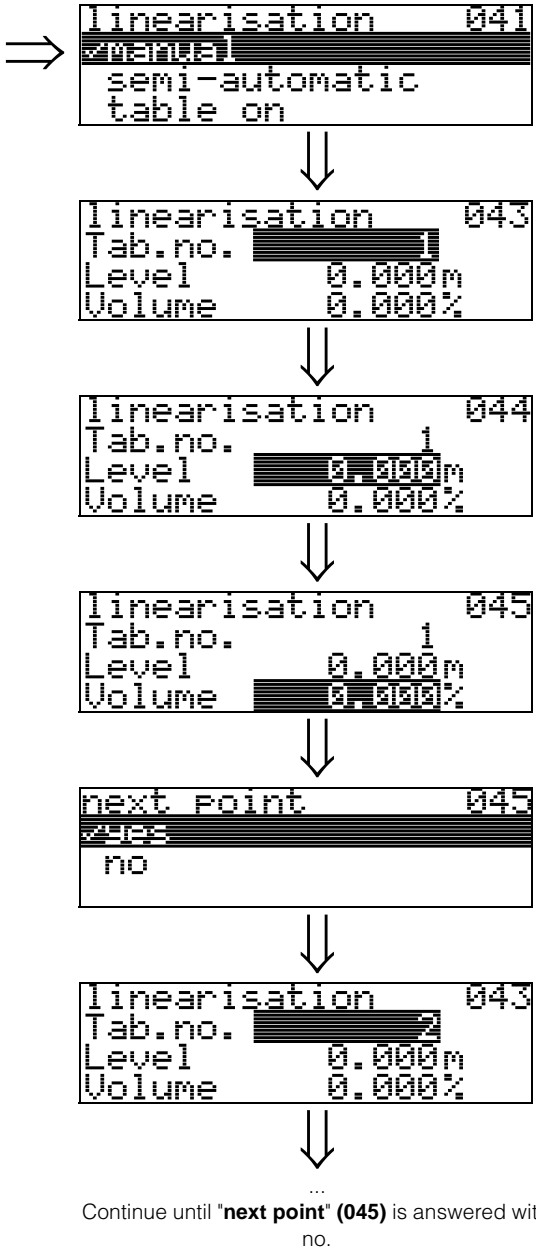 linearisation 041
✓manual
semi-automatic
table on
linearisation 043
Tab.no. 1
Level 0.000m
Volume 0.000%
linearisation 044
Tab.no. 1
Level 0.000m
Volume 0.000%
linearisation 045
Tab.no. 1
Level 0.000m
Volume 0.000%
next point 045
✓yes
no
linearisation 043
Tab.no. 2
Level 0.000m
Volume 0.000%
...
Continue until "next point" (045) is answered wit
no.